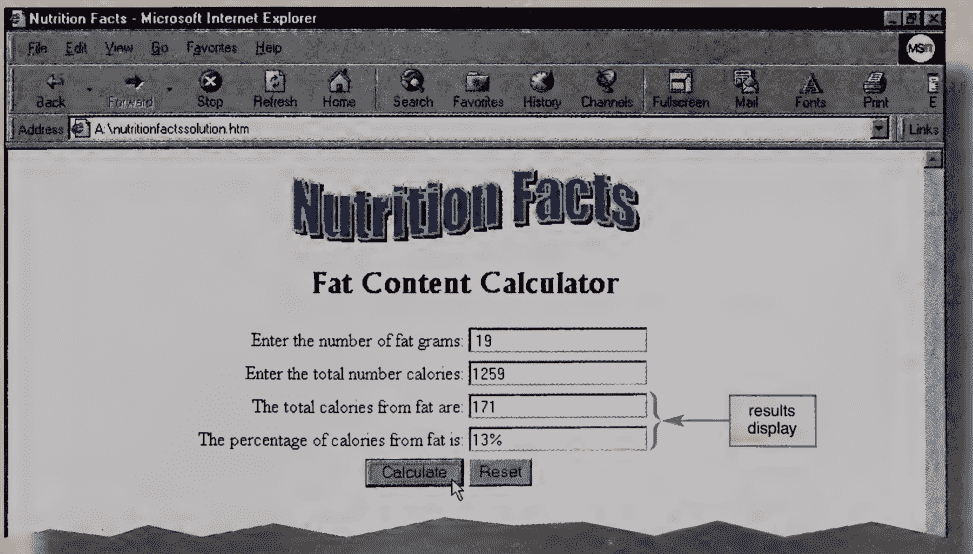 Nutrition Facts - Microsoft Internet Explorer
File Edit View Go Favorites Help
msn
Back Forward Stop Refresh Home Search Favorites History Channels Fullscreen Mail Fonts Print E
Address A:\nutritionfactssolution.htm Links
Nutrition Facts
Fat Content Calculator
Enter the number of fat grams: 19
Enter the total number calories: 1259
The total calories from fat are: 171
The percentage of calories from fat is: 13%
results
display
Calculate Reset